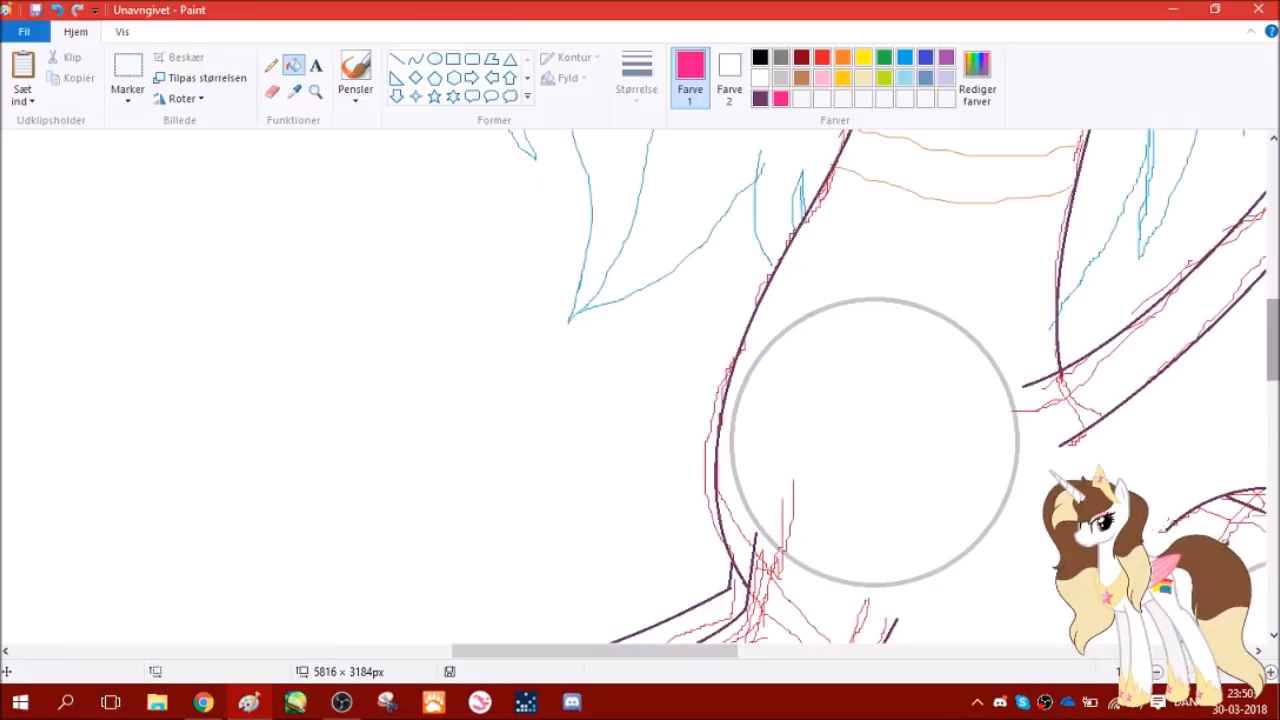 Unavngivet - Paint
Fil Hjem Vis
Sæt ind
Klip
Kopiér
Udklipsholder
Marker
Beskær
Tilpas størrelsen
Roter
Billede
A
Funktioner
Pensler
Kontur
Fyld
Former
Størrelse
Farve 1
Farve 2
Rediger farver
Farver
5816 × 3184px
23:50
30-03-2018